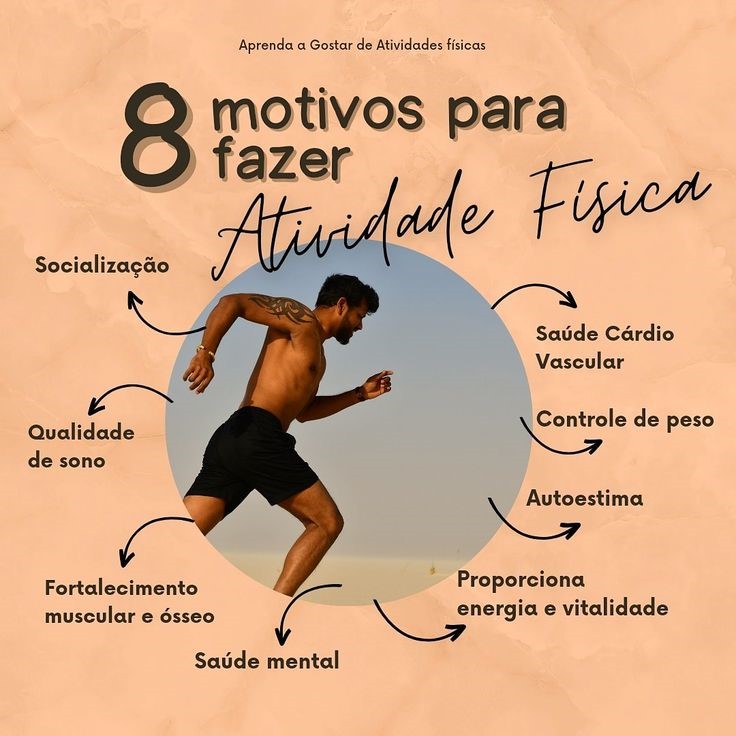 Aprenda a Gostar de Atividades físicas
8 motivos para
fazer
Atividade Física
Socialização
Saúde Cárdio
Vascular
Qualidade
de sono
Controle de peso
Autoestima
Fortalecimento
muscular e ósseo
Proporciona
energia e vitalidade
Saúde mental